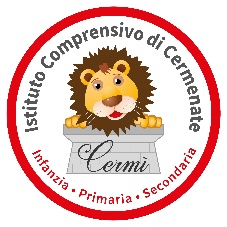 Istituto Comprensivo di Cermenate
Cermì
Infanzia • Primaria • Secondaria